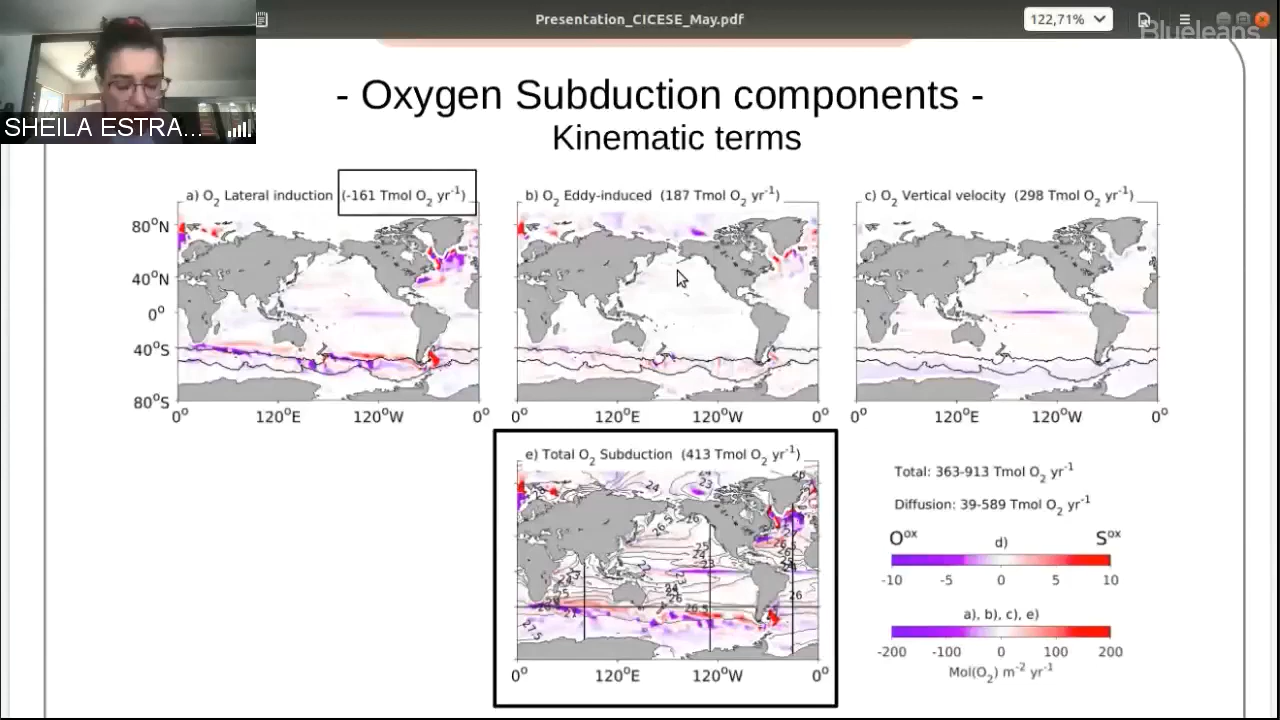 Presentation_CICESE_May.pdf
122,71%
Blueleans
SHEILA ESTRA...
- Oxygen Subduction components -
Kinematic terms
a) O2 Lateral induction (-161 Tmol O2 yr-1)
b) O2 Eddy-induced (187 Tmol O2 yr-1)
c) O2 Vertical velocity (298 Tmol O2 yr-1)
80°N
40°N
0°
40°S
80°S
0° 120°E 120°W 0°
0° 120°E 120°W 0°
0° 120°E 120°W 0°
e) Total O2 Subduction (413 Tmol O2 yr-1)
0° 120°E 120°W 0°
Total: 363-913 Tmol O2 yr-1
Diffusion: 39-589 Tmol O2 yr-1
Oox d) Sox
-10 -5 0 5 10
a), b), c), e)
-200 -100 0 100 200
Mol(O2) m-2 yr-1